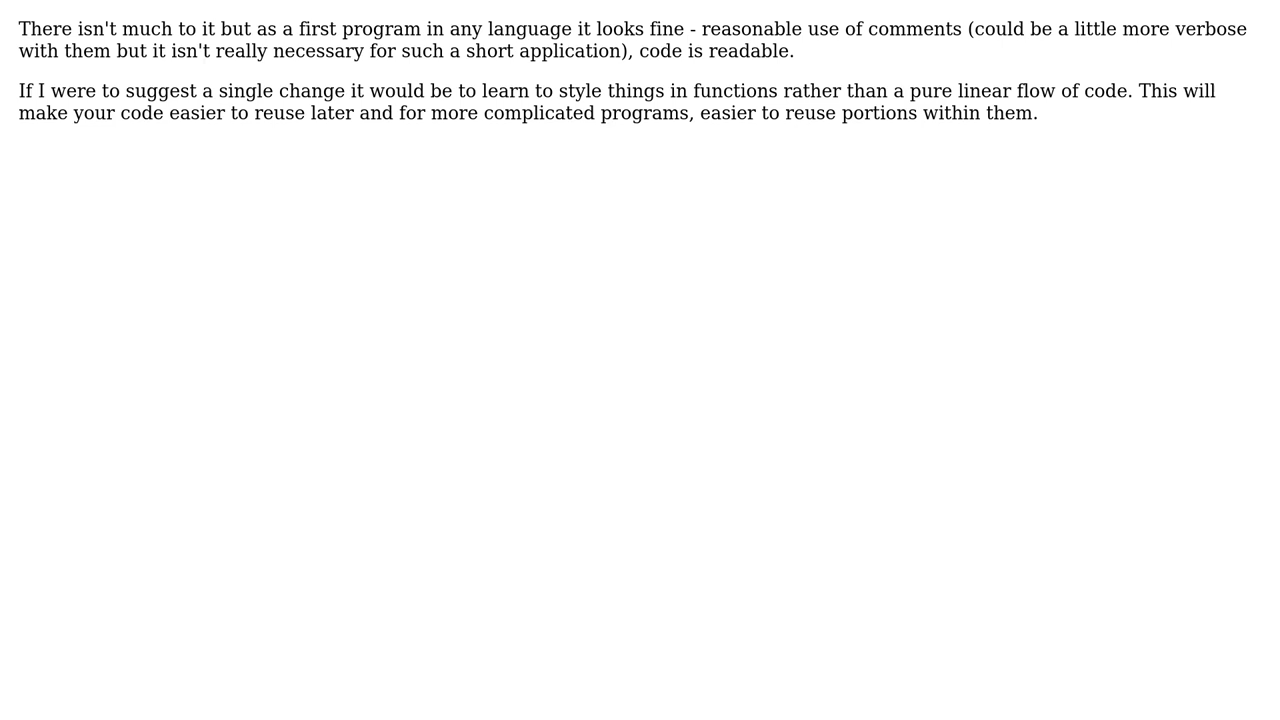 There isn't much to it but as a first program in any language it looks fine - reasonable use of comments (could be a little more verbose
with them but it isn't really necessary for such a short application), code is readable.
If I were to suggest a single change it would be to learn to style things in functions rather than a pure linear flow of code. This will
make your code easier to reuse later and for more complicated programs, easier to reuse portions within them.